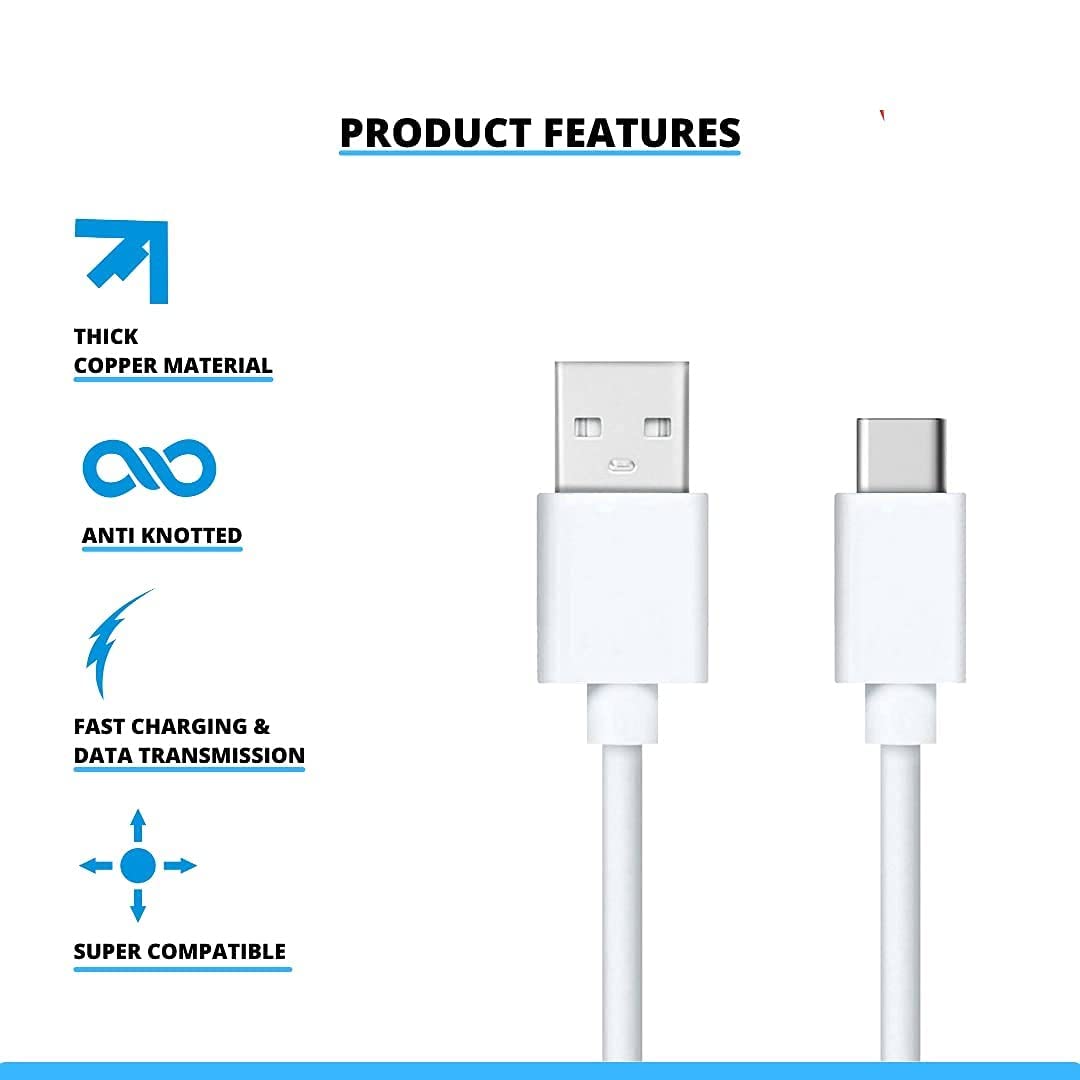 PRODUCT FEATURES
THICK
COPPER MATERIAL
ANTI KNOTTED
FAST CHARGING &
DATA TRANSMISSION
SUPER COMPATIBLE